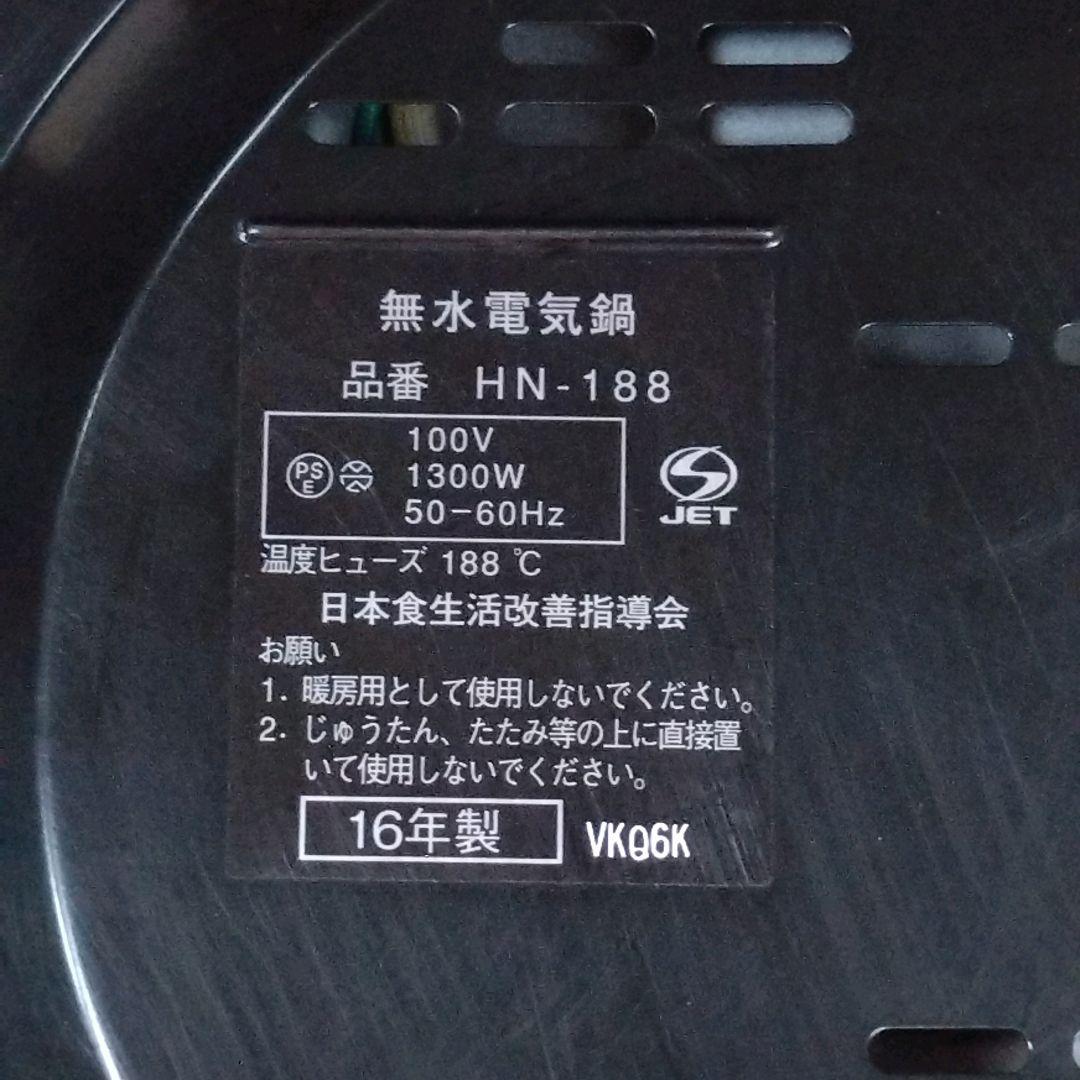 無水電気鍋
品番 HN-188
PS
E
100V
1300W
50-60Hz
JET
温度ヒューズ 188 ℃
日本食生活改善指導会
お願い
1. 暖房用として使用しないでください。
2. じゅうたん、たたみ等の上に直接置
いて使用しないでください。
16年製 VKQ6K